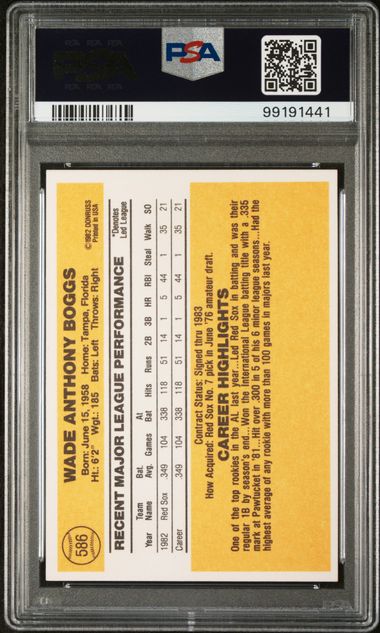 PSA
PSA
PSA
PSA
PSA
99191441
586
WADE ANTHONY BOGGS
Born: June 15, 1958 Home: Tampa, Florida
Ht.: 6'2" Wgt.: 185 Bats: Left Throws: Right
©1982 DONRUSS
Printed in USA
RECENT MAJOR LEAGUE PERFORMANCE
*Denotes
Led League
Year Team Name Bat. Avg. Games At Bat Hits Runs 2B 3B HR RBI Steal Walk SO
1982 Red Sox .349 104 338 118 51 14 1 5 44 1 35 21
Career .349 104 338 118 51 14 1 5 44 1 35 21
Contract Status: Signed thru 1983
How Acquired: Red Sox No. 7 pick in June '76 amateur draft.
CAREER HIGHLIGHTS
One of the top rookies in the AL last year...Led Red Sox in batting and was their
regular 1B by season's end...Won the International League batting title with a .335
mark at Pawtucket in '81...Hit over .300 in 5 of his 6 minor league seasons...Had the
highest average of any rookie with more than 100 games in majors last year.